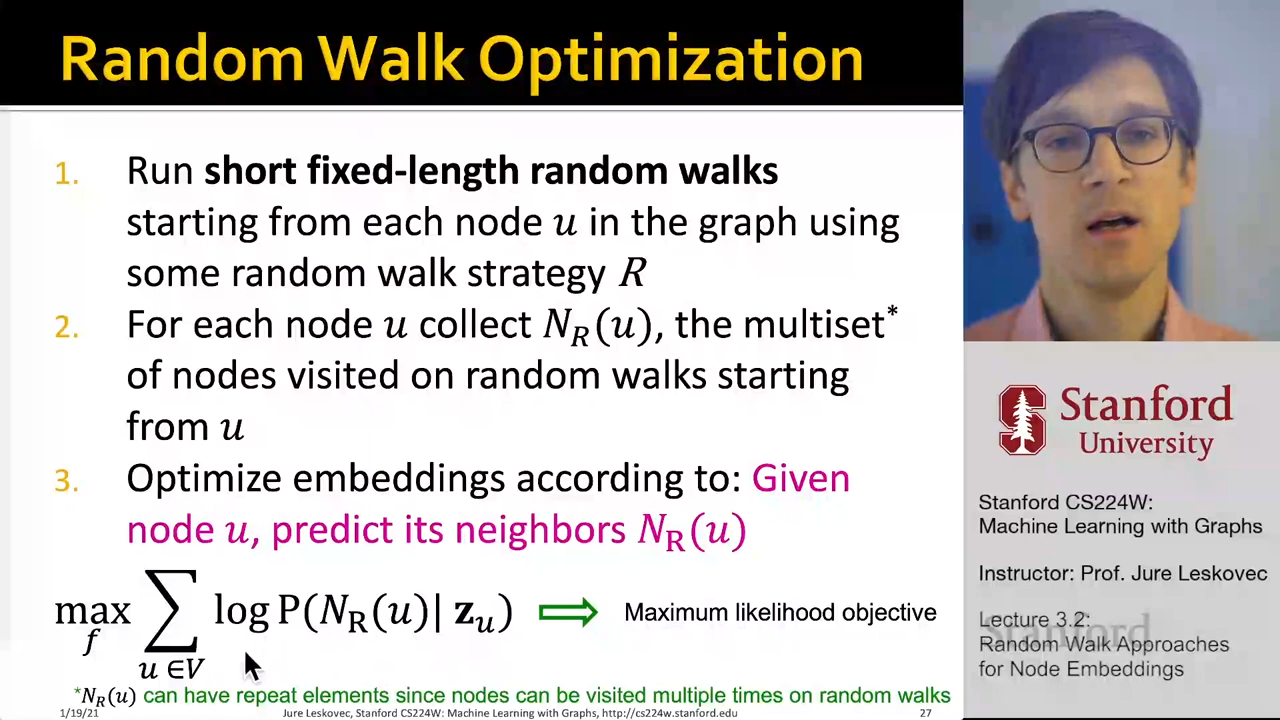 Random Walk Optimization
1. Run short fixed-length random walks
starting from each node u in the graph using
some random walk strategy R
2. For each node u collect N_R(u), the multiset*
of nodes visited on random walks starting
from u
3. Optimize embeddings according to: Given
node u, predict its neighbors N_R(u)
max_f ∑_{u ∈V} log P(N_R(u)| z_u) ⇒ Maximum likelihood objective
*N_R(u) can have repeat elements since nodes can be visited multiple times on random walks
1/19/21 Jure Leskovec, Stanford CS224W: Machine Learning with Graphs, http://cs224w.stanford.edu 27
Stanford
University
Stanford CS224W:
Machine Learning with Graphs
Instructor: Prof. Jure Leskovec
Lecture 3.2:
Random Walk Approaches
for Node Embeddings
Stanford